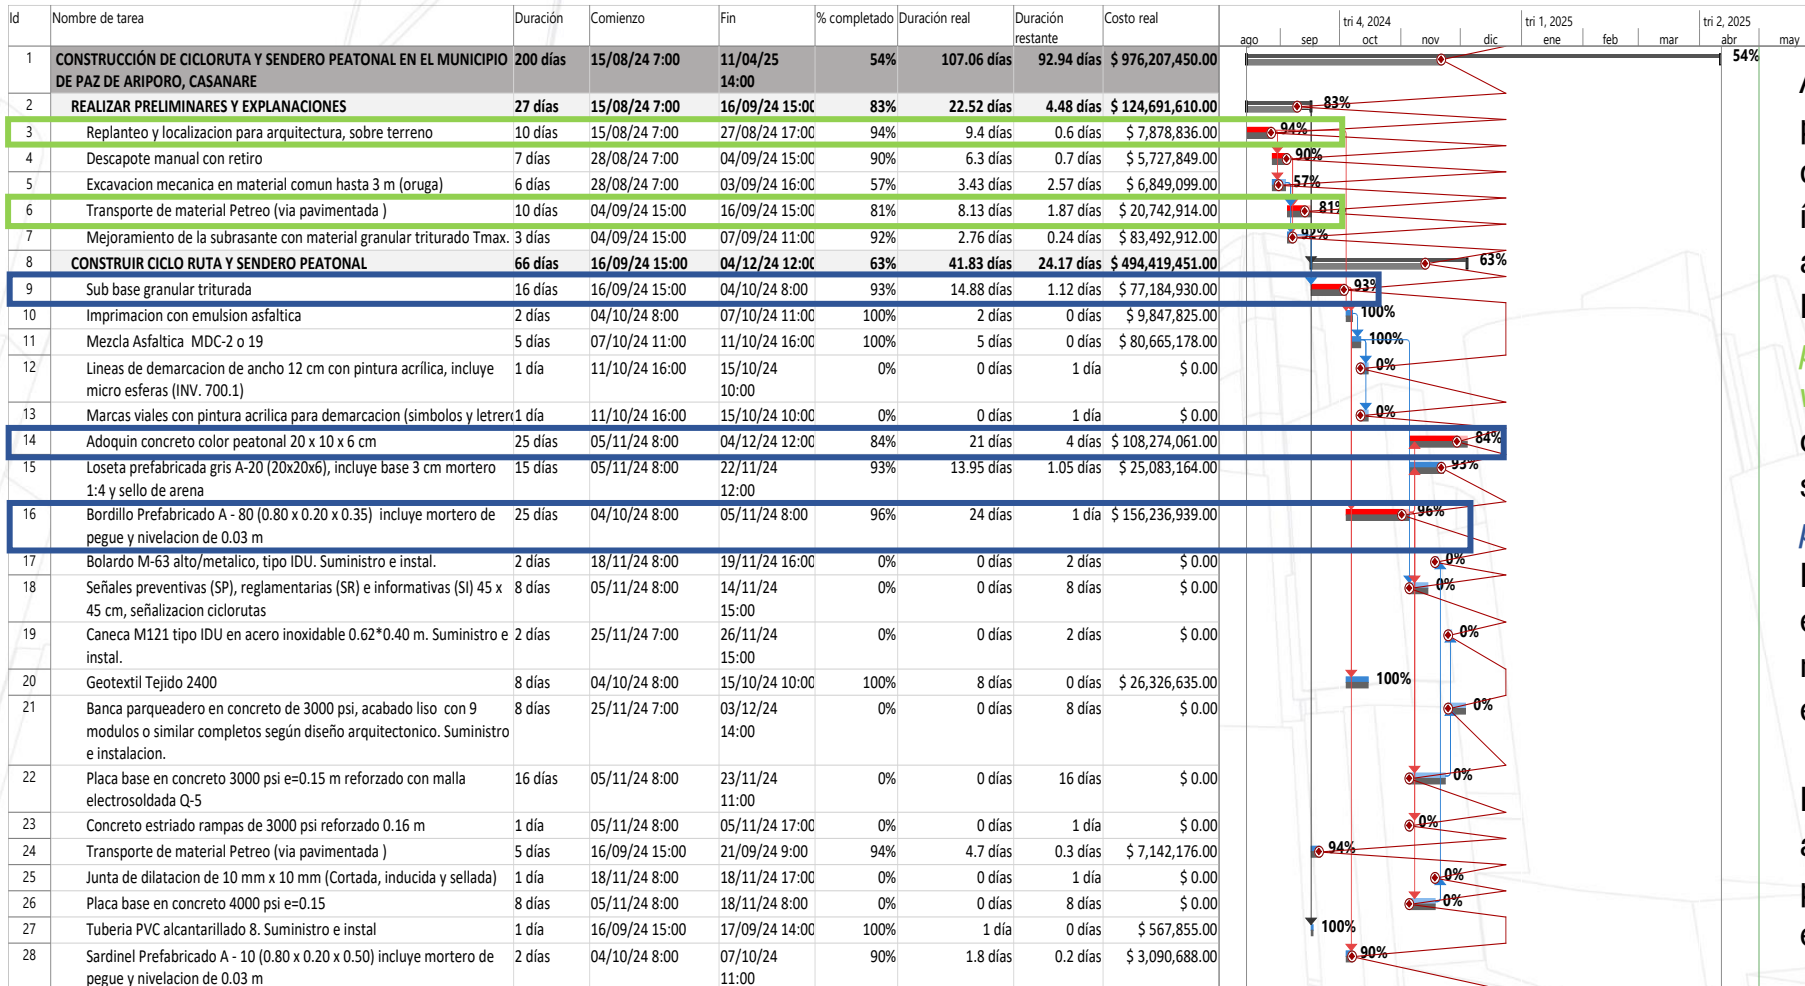 Id Nombre de tarea Duración Comienzo Fin % completado Duración real Duración restante Costo real
tri 4, 2024 tri 1, 2025 tri 2, 2025
ago sep oct nov dic ene feb mar abr may
1 CONSTRUCCIÓN DE CICLORUTA Y SENDERO PEATONAL EN EL MUNICIPIO 200 días 15/08/24 7:00 11/04/25 54% 107.06 días 92.94 días $ 976,207,450.00 54%
DE PAZ DE ARIPORO, CASANARE 14:00
2 REALIZAR PRELIMINARES Y EXPLANACIONES 27 días 15/08/24 7:00 16/09/24 15:00 83% 22.52 días 4.48 días $ 124,691,610.00 83%
3 Replanteo y localizacion para arquitectura, sobre terreno 10 días 15/08/24 7:00 27/08/24 17:00 94% 9.4 días 0.6 días $ 7,878,836.00 94%
4 Descapote manual con retiro 7 días 28/08/24 7:00 04/09/24 15:00 90% 6.3 días 0.7 días $ 5,727,849.00 90%
5 Excavacion mecanica en material comun hasta 3 m (oruga) 6 días 28/08/24 7:00 03/09/24 16:00 57% 3.43 días 2.57 días $ 6,849,099.00 57%
6 Transporte de material Petreo (via pavimentada ) 10 días 04/09/24 15:00 16/09/24 15:00 81% 8.13 días 1.87 días $ 20,742,914.00 81%
7 Mejoramiento de la subrasante con material granular triturado Tmax. 3 días 04/09/24 15:00 07/09/24 11:00 92% 2.76 días 0.24 días $ 83,492,912.00 92%
8 CONSTRUIR CICLO RUTA Y SENDERO PEATONAL 66 días 16/09/24 15:00 04/12/24 12:00 63% 41.83 días 24.17 días $ 494,419,451.00 63%
9 Sub base granular triturada 16 días 16/09/24 15:00 04/10/24 8:00 93% 14.88 días 1.12 días $ 77,184,930.00 93%
10 Imprimacion con emulsion asfaltica 2 días 04/10/24 8:00 07/10/24 11:00 100% 2 días 0 días $ 9,847,825.00 100%
11 Mezcla Asfaltica MDC-2 o 19 5 días 07/10/24 11:00 11/10/24 16:00 100% 5 días 0 días $ 80,665,178.00 100%
12 Lineas de demarcacion de ancho 12 cm con pintura acrílica, incluye 1 día 11/10/24 16:00 15/10/24 0% 0 días 1 día $ 0.00 0%
micro esferas (INV. 700.1) 10:00
13 Marcas viales con pintura acrilica para demarcacion (simbolos y letrerc 1 día 11/10/24 16:00 15/10/24 10:00 0% 0 días 1 día $ 0.00 0%
14 Adoquin concreto color peatonal 20 x 10 x 6 cm 25 días 05/11/24 8:00 04/12/24 12:00 84% 21 días 4 días $ 108,274,061.00 84%
15 Loseta prefabricada gris A-20 (20x20x6), incluye base 3 cm mortero 15 días 05/11/24 8:00 22/11/24 93% 13.95 días 1.05 días $ 25,083,164.00 93%
1:4 y sello de arena 12:00
16 Bordillo Prefabricado A - 80 (0.80 x 0.20 x 0.35) incluye mortero de 25 días 04/10/24 8:00 05/11/24 8:00 96% 24 días 1 día $ 156,236,939.00 96%
pegue y nivelacion de 0.03 m
17 Bolardo M-63 alto/metalico, tipo IDU. Suministro e instal. 2 días 18/11/24 8:00 19/11/24 16:00 0% 0 días 2 días $ 0.00 0%
18 Señales preventivas (SP), reglamentarias (SR) e informativas (SI) 45 x 8 días 05/11/24 8:00 14/11/24 0% 0 días 8 días $ 0.00 0%
45 cm, señalizacion ciclorutas 15:00
19 Caneca M121 tipo IDU en acero inoxidable 0.62*0.40 m. Suministro e 2 días 25/11/24 7:00 26/11/24 0% 0 días 2 días $ 0.00 0%
instal. 15:00
20 Geotextil Tejido 2400 8 días 04/10/24 8:00 15/10/24 10:00 100% 8 días 0 días $ 26,326,635.00 100%
21 Banca parqueadero en concreto de 3000 psi, acabado liso con 9 8 días 25/11/24 7:00 03/12/24 0% 0 días 8 días $ 0.00 0%
modulos o similar completos según diseño arquitectonico. Suministro 14:00
e instalacion.
22 Placa base en concreto 3000 psi e=0.15 m reforzado con malla 16 días 05/11/24 8:00 23/11/24 0% 0 días 16 días $ 0.00 0%
electrosoldada Q-5 11:00
23 Concreto estriado rampas de 3000 psi reforzado 0.16 m 1 día 05/11/24 8:00 05/11/24 17:00 0% 0 días 1 día $ 0.00 0%
24 Transporte de material Petreo (via pavimentada ) 5 días 16/09/24 15:00 21/09/24 9:00 94% 4.7 días 0.3 días $ 7,142,176.00 94%
25 Junta de dilatacion de 10 mm x 10 mm (Cortada, inducida y sellada) 1 día 18/11/24 8:00 18/11/24 17:00 0% 0 días 1 día $ 0.00 0%
26 Placa base en concreto 4000 psi e=0.15 8 días 05/11/24 8:00 18/11/24 8:00 0% 0 días 8 días $ 0.00 0%
27 Tuberia PVC alcantarillado 8. Suministro e instal 1 día 16/09/24 15:00 17/09/24 14:00 100% 1 día 0 días $ 567,855.00 100%
28 Sardinel Prefabricado A - 10 (0.80 x 0.20 x 0.50) incluye mortero de 2 días 04/10/24 8:00 07/10/24 90% 1.8 días 0.2 días $ 3,090,688.00 90%
pegue y nivelacion de 0.03 m 11:00